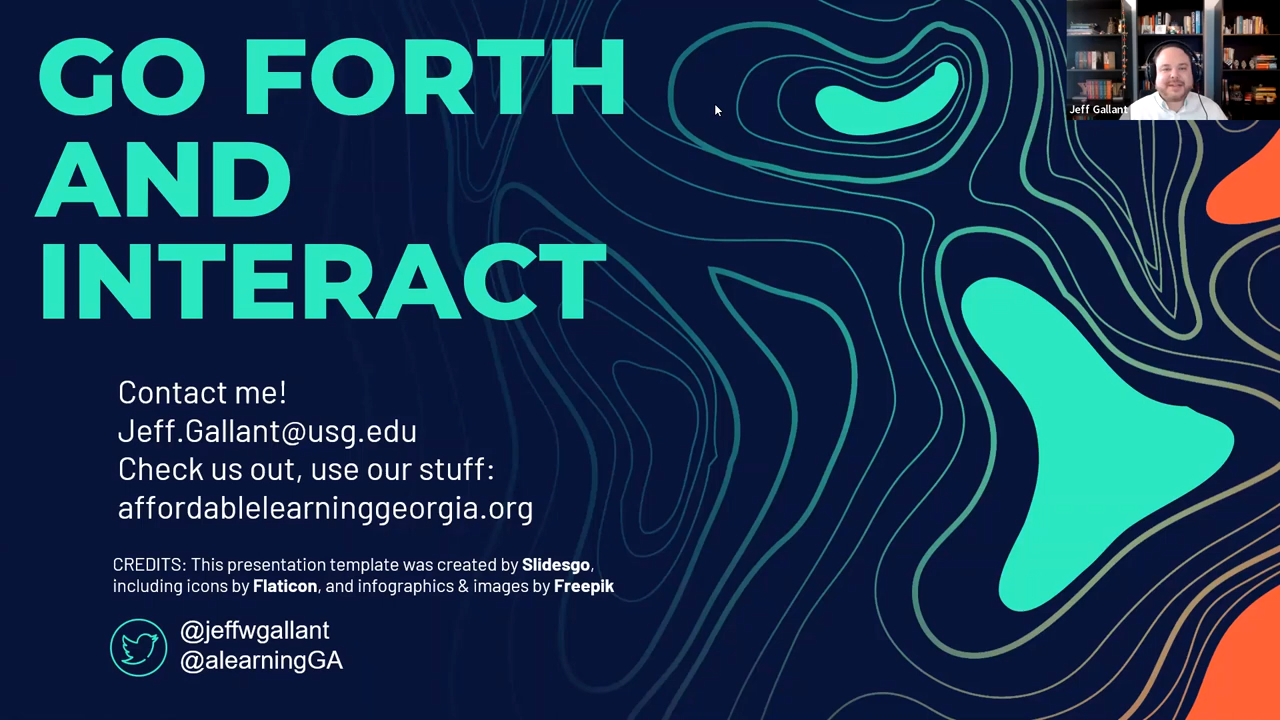 GO FORTH
AND
INTERACT
Contact me!
Jeff.Gallant@usg.edu
Check us out, use our stuff:
affordablelearninggeorgia.org
CREDITS: This presentation template was created by Slidesgo,
including icons by Flaticon, and infographics & images by Freepik
@jeffwgallant
@alearningGA
Jeff Gallant